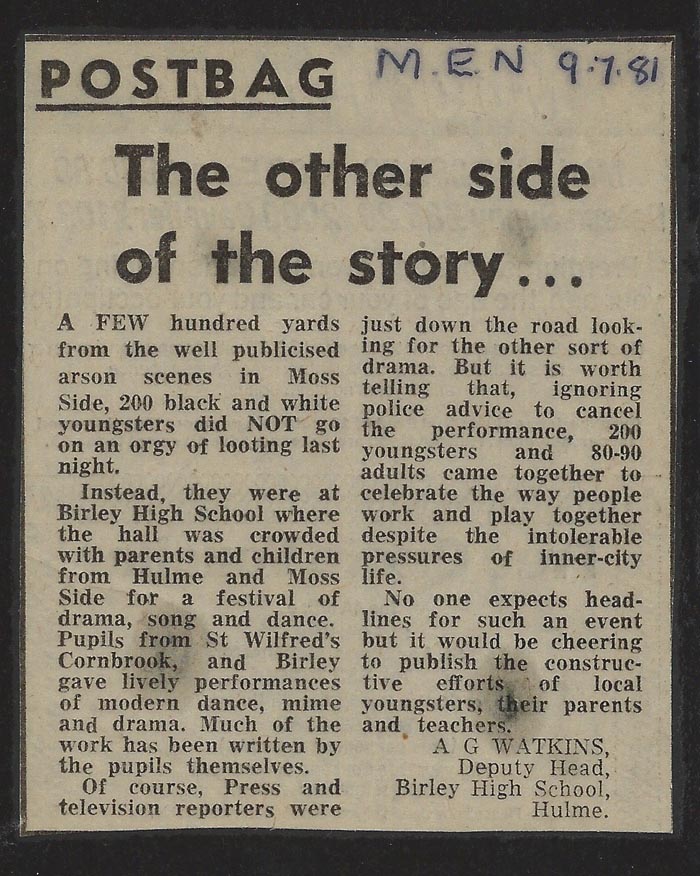 POSTBAG
M.E.N 9.7.81
The other side
of the story...
A FEW hundred yards
from the well publicised
arson scenes in Moss
Side, 200 black and white
youngsters did NOT go
on an orgy of looting last
night.
Instead, they were at
Birley High School where
the hall was crowded
with parents and children
from Hulme and Moss
Side for a festival of
drama, song and dance.
Pupils from St Wilfred's
Cornbrook, and Birley
gave lively performances
of modern dance, mime
and drama. Much of the
work has been written by
the pupils themselves.
Of course, Press and
television reporters were
just down the road look-
ing for the other sort of
drama. But it is worth
telling that, ignoring
police advice to cancel
the performance, 200
youngsters and 80-90
adults came together to
celebrate the way people
work and play together
despite the intolerable
pressures of inner-city
life.
No one expects head-
lines for such an event
but it would be cheering
to publish the construc-
tive efforts of local
youngsters, their parents
and teachers.
A G WATKINS,
Deputy Head,
Birley High School,
Hulme.